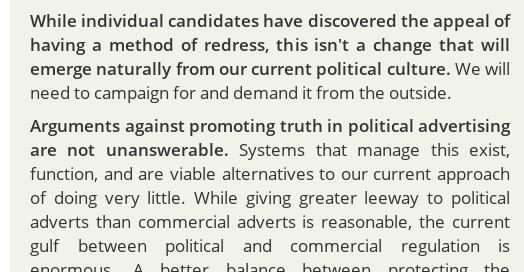 While individual candidates have discovered the appeal of
having a method of redress, this isn't a change that will
emerge naturally from our current political culture. We will
need to campaign for and demand it from the outside.
Arguments against promoting truth in political advertising
are not unanswerable. Systems that manage this exist,
function, and are viable alternatives to our current approach
of doing very little. While giving greater leeway to political
adverts than commercial adverts is reasonable, the current
gulf between political and commercial regulation is
enormous. A better balance between protecting the